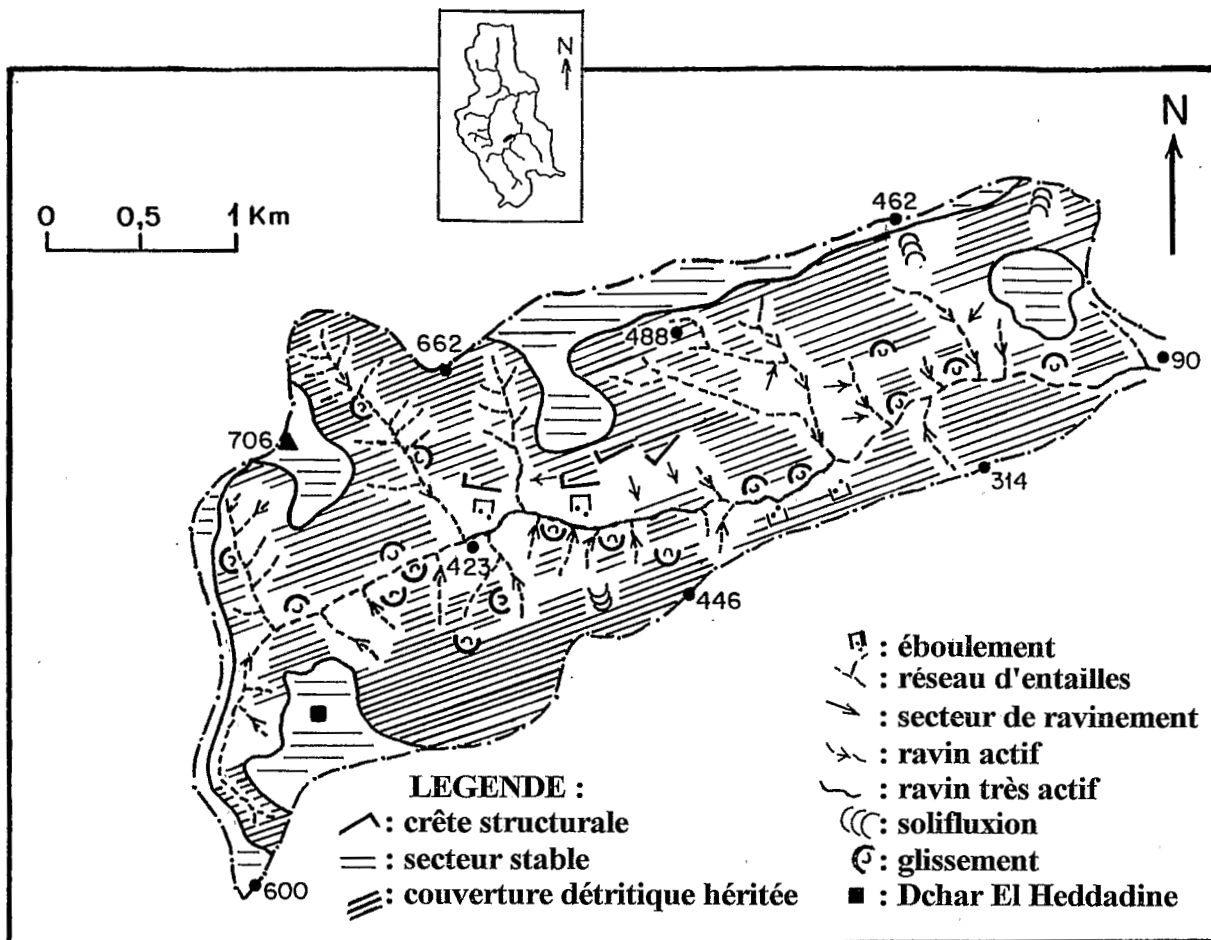 N
N
0 0,5 1 Km
462
662
488
90
706
314
423
446
600
LEGENDE :
: crête structurale
: secteur stable
: couverture détritique héritée
: éboulement
: réseau d'entailles
: secteur de ravinement
: ravin actif
: ravin très actif
: solifluxion
: glissement
: Dchar El Heddadine